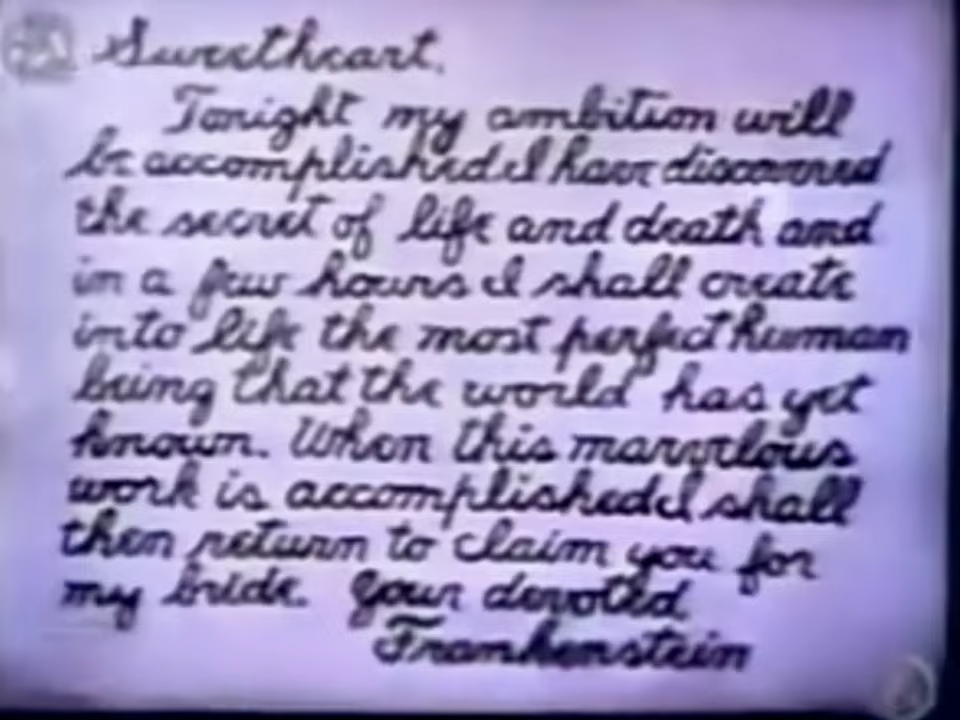 Sweetheart.
Tonight my ambition will
be accomplished I have discovered
the secret of life and death and
in a few hours I shall create
into life the most perfect human
being that the world has yet
known. When this marvelous
work is accomplished I shall
then return to claim you for
my bride. Your devoted
Frankenstein